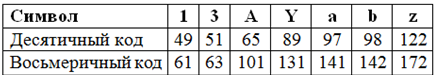 Символ 1 3 A Y a b z
Десятичный код 49 51 65 89 97 98 122
Восьмеричный код 61 63 101 131 141 142 172